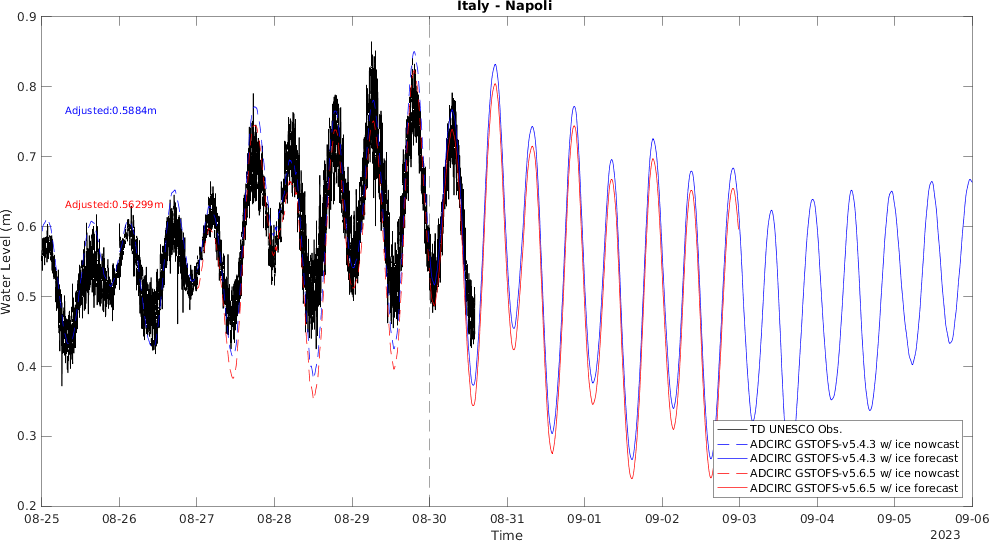 Italy - Napoli
0.9
0.8
0.7
0.6
0.5
0.4
0.3
0.2
Water Level (m)
Adjusted:0.5884m
Adjusted:0.56299m
TD UNESCO Obs.
ADCIRC GSTOFS-v5.4.3 w/ ice nowcast
ADCIRC GSTOFS-v5.4.3 w/ ice forecast
ADCIRC GSTOFS-v5.6.5 w/ ice nowcast
ADCIRC GSTOFS-v5.6.5 w/ ice forecast
08-25 08-26 08-27 08-28 08-29 08-30 08-31 09-01 09-02 09-03 09-04 09-05 09-06
Time
2023